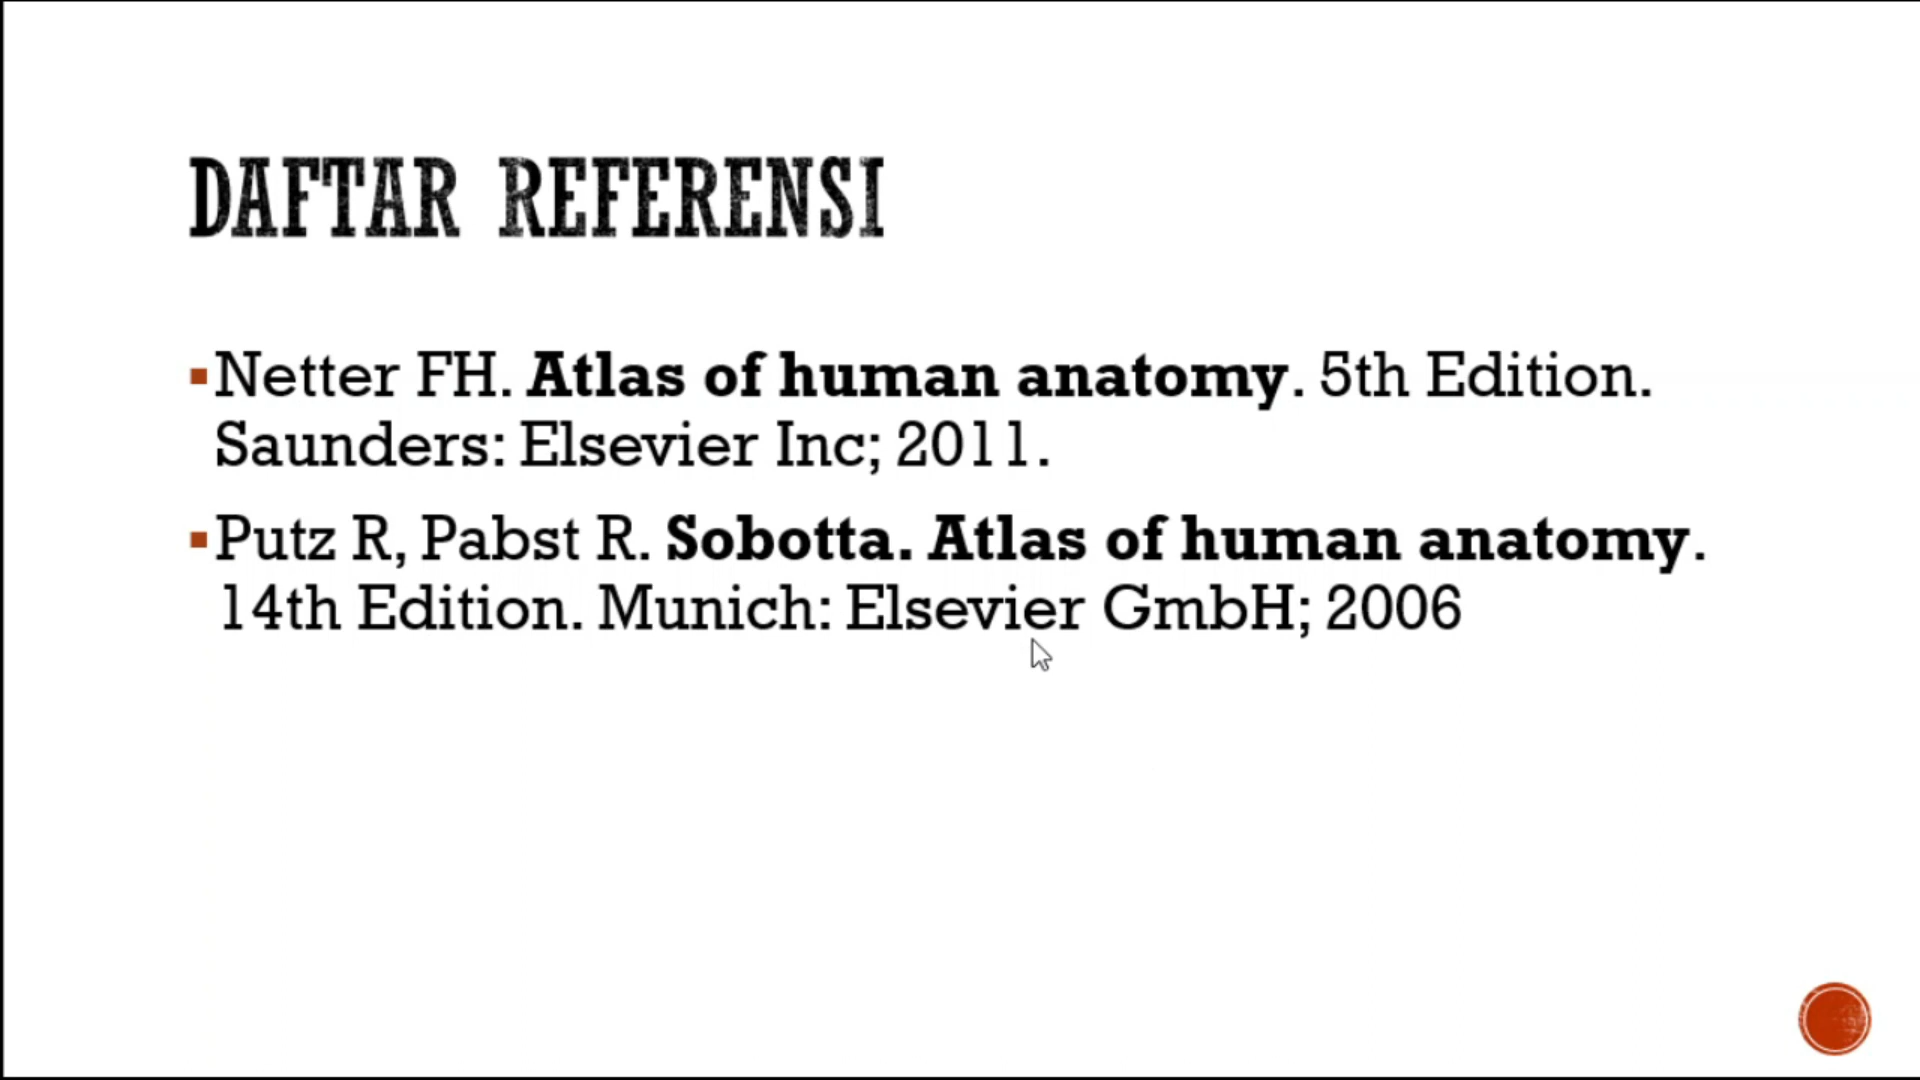 DAFTAR REFERENSI
▪Netter FH. Atlas of human anatomy. 5th Edition.
Saunders: Elsevier Inc; 2011.
▪Putz R, Pabst R. Sobotta. Atlas of human anatomy.
14th Edition. Munich: Elsevier GmbH; 2006